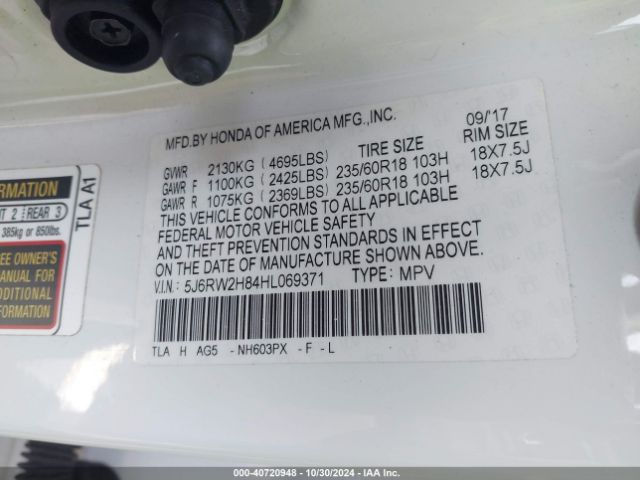 MFD.BY HONDA OF AMERICA MFG.,INC. 09/'17
TIRE SIZE RIM SIZE
GVWR 2130KG (4695LBS)
GAWR F 1100KG (2425LBS) 235/60R18 103H 18X7.5J
GAWR R 1075KG (2369LBS) 235/60R18 103H 18X7.5J
THIS VEHICLE CONFORMS TO ALL APPLICABLE
FEDERAL MOTOR VEHICLE SAFETY
AND THEFT PREVENTION STANDARDS IN EFFECT
ON THE DATE OF MANUFACTURE SHOWN ABOVE.
V.I.N.: 5J6RW2H84HL069371 TYPE: MPV
TLA H AG5 -NH603PX -F -L
RMATION
2 REAR 3
385kg or 850lbs.
EE OWNER'S
ANUAL FOR
DDITIONAL
FORMATION
TLA A1
000-40720948 - 10/30/2024 - IAAI, INC.